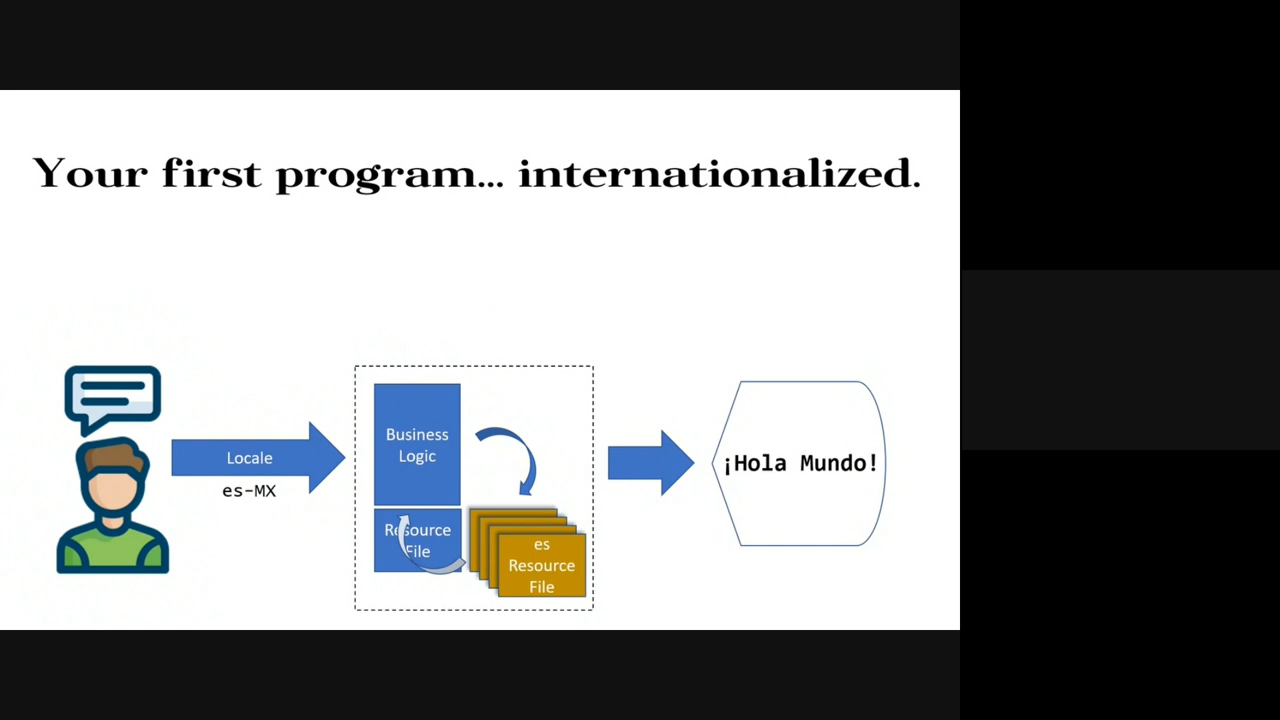 Your first program... internationalized.
Locale
es-MX
Business
Logic
Resource
File
es
Resource
File
¡Hola Mundo!